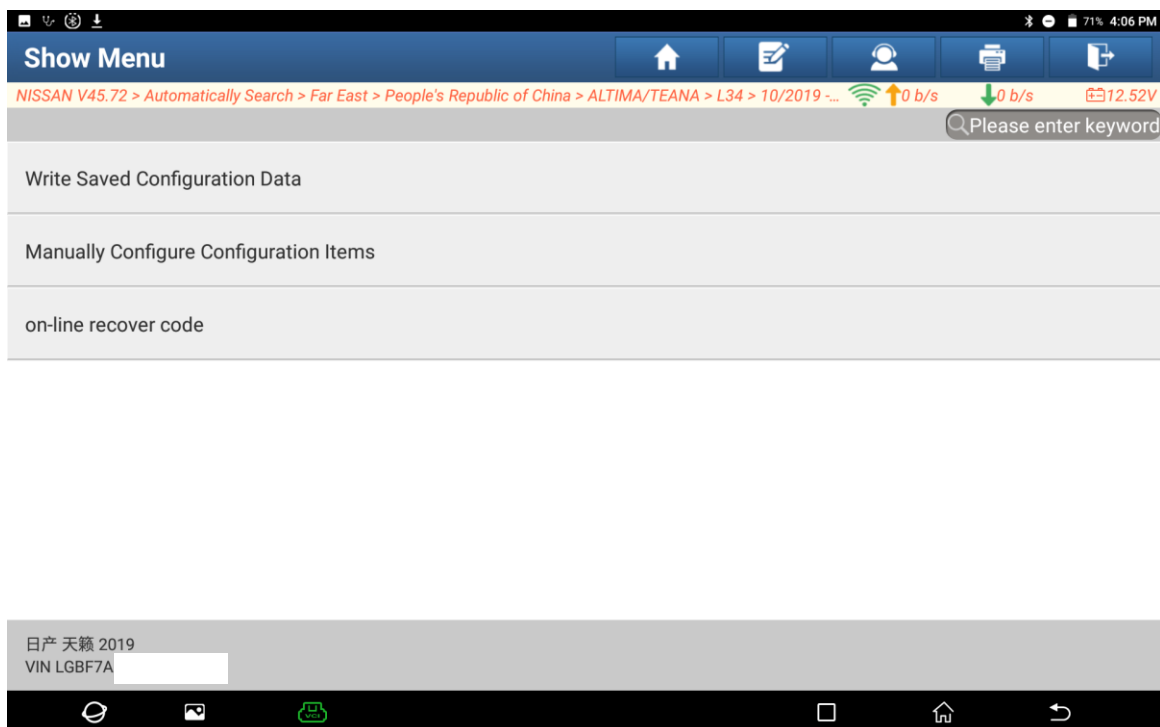 71% 4:06 PM
Show Menu
NISSAN V45.72 > Automatically Search > Far East > People's Republic of China > ALTIMA/TEANA > L34 > 10/2019 -... 0 b/s 0 b/s 12.52V
Please enter keyword
Write Saved Configuration Data
Manually Configure Configuration Items
on-line recover code
日产 天籁 2019
VIN LGBF7A
VCI